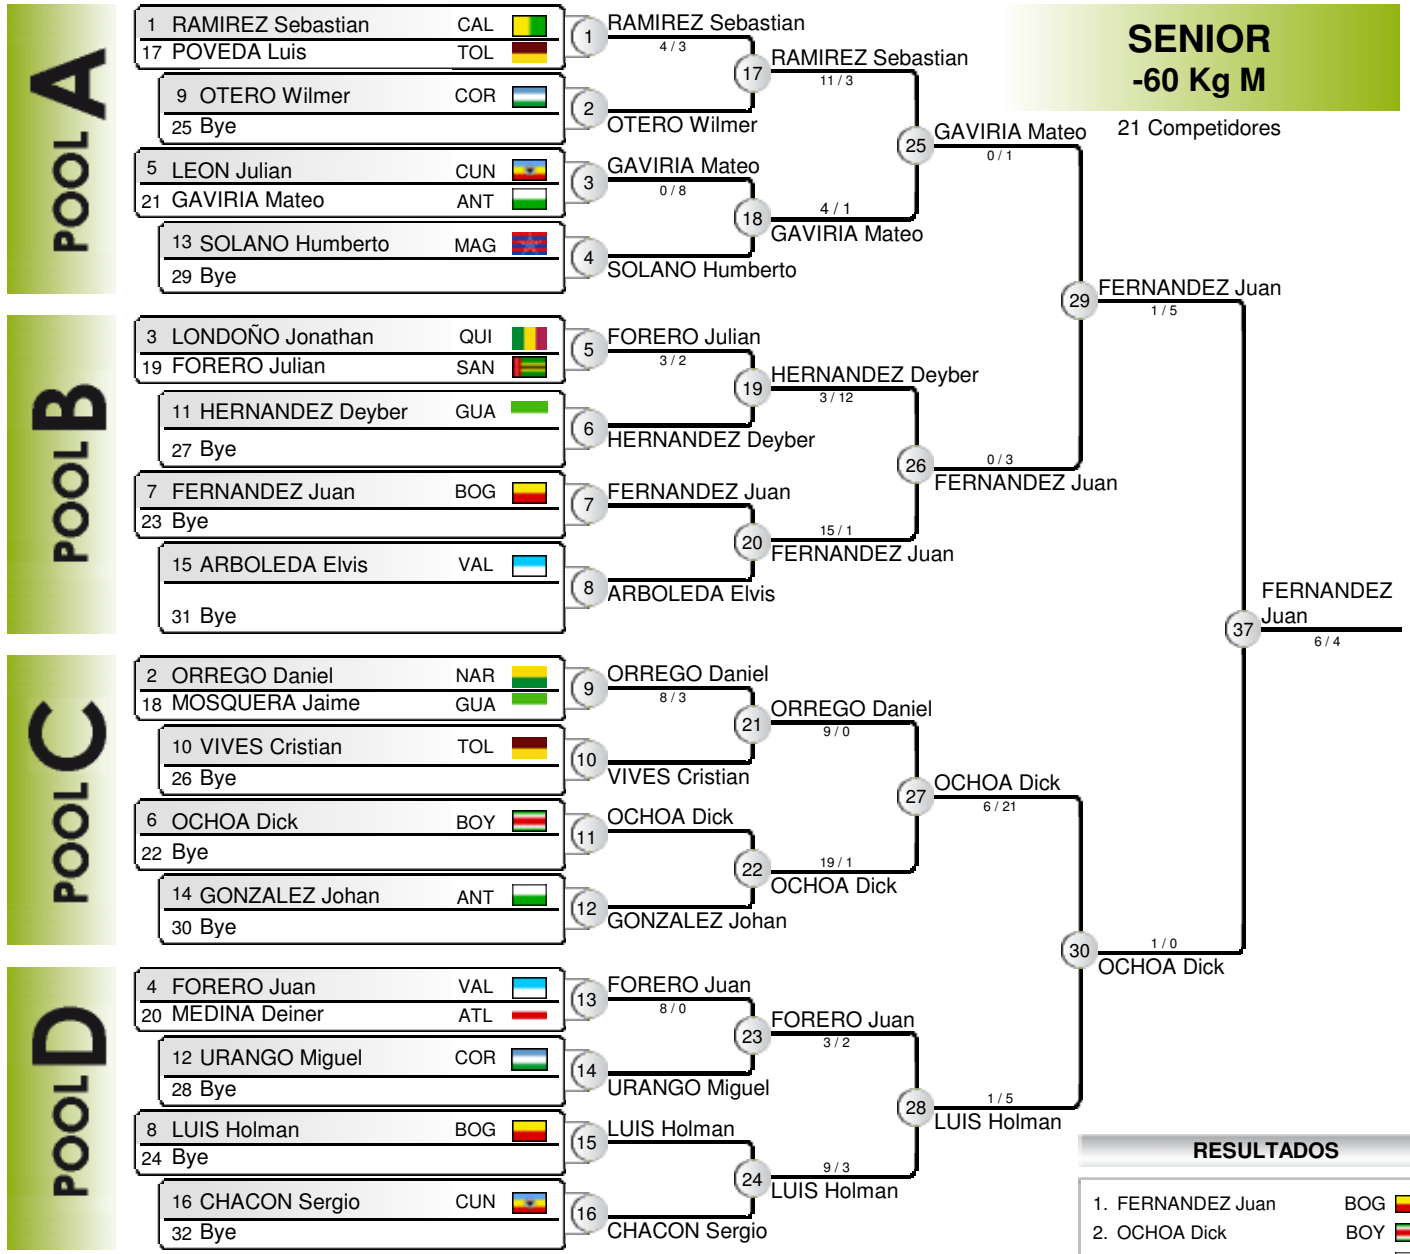 POOL A
1 RAMIREZ Sebastian CAL
17 POVEDA Luis TOL
9 OTERO Wilmer COR
25 Bye
5 LEON Julian CUN
21 GAVIRIA Mateo ANT
13 SOLANO Humberto MAG
29 Bye
POOL B
3 LONDOÑO Jonathan QUI
19 FORERO Julian SAN
11 HERNANDEZ Deyber GUA
27 Bye
7 FERNANDEZ Juan BOG
23 Bye
15 ARBOLEDA Elvis VAL
31 Bye
POOL C
2 ORREGO Daniel NAR
18 MOSQUERA Jaime GUA
10 VIVES Cristian TOL
26 Bye
6 OCHOA Dick BOY
22 Bye
14 GONZALEZ Johan ANT
30 Bye
POOL D
4 FORERO Juan VAL
20 MEDINA Deiner ATL
12 URANGO Miguel COR
28 Bye
8 LUIS Holman BOG
24 Bye
16 CHACON Sergio CUN
32 Bye
1 RAMIREZ Sebastian
4 / 3
2 OTERO Wilmer
3 GAVIRIA Mateo
0 / 8
4 SOLANO Humberto
5 FORERO Julian
3 / 2
6 HERNANDEZ Deyber
7 FERNANDEZ Juan
8 ARBOLEDA Elvis
9 ORREGO Daniel
8 / 3
10 VIVES Cristian
11 OCHOA Dick
12 GONZALEZ Johan
13 FORERO Juan
8 / 0
14 URANGO Miguel
15 LUIS Holman
16 CHACON Sergio
17 RAMIREZ Sebastian
11 / 3
18 4 / 1
GAVIRIA Mateo
19 HERNANDEZ Deyber
3 / 12
20 15 / 1
FERNANDEZ Juan
21 ORREGO Daniel
9 / 0
22 19 / 1
OCHOA Dick
23 FORERO Juan
3 / 2
24 9 / 3
LUIS Holman
25 GAVIRIA Mateo
0 / 1
26 0 / 3
FERNANDEZ Juan
27 OCHOA Dick
6 / 21
28 1 / 5
LUIS Holman
29 FERNANDEZ Juan
1 / 5
30 1 / 0
OCHOA Dick
FERNANDEZ
37 Juan
6 / 4
SENIOR
-60 Kg M
21 Competidores
RESULTADOS
1. FERNANDEZ Juan BOG
2. OCHOA Dick BOY